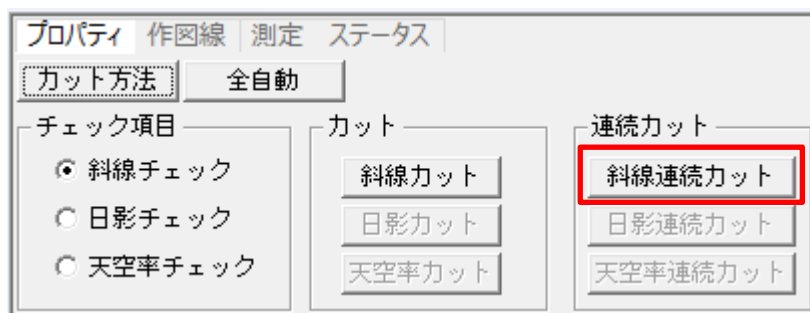 プロパティ 作図線 測定 ステータス
カット方法 全自動
チェック項目 カット 連続カット
斜線チェック 斜線カット 斜線連続カット
日影チェック 日影カット 日影連続カット
天空率チェック 天空率カット 天空率連続カット